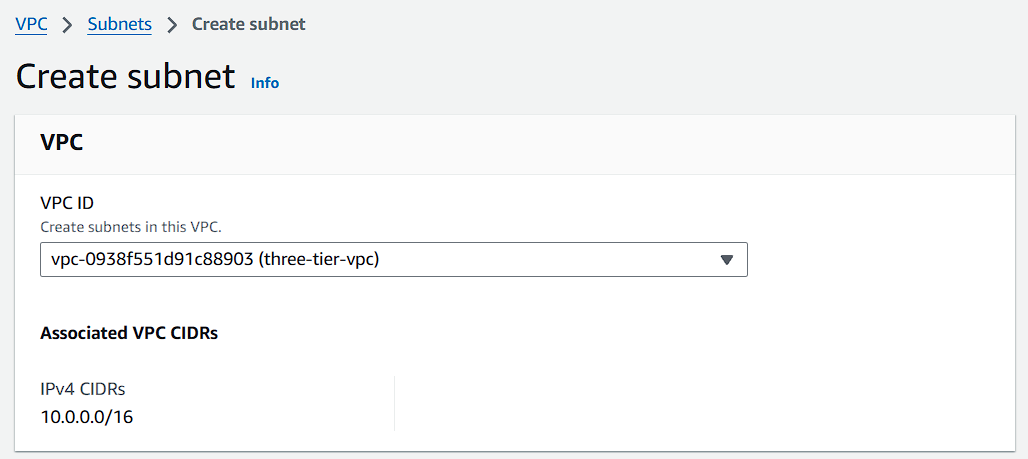 VPC > Subnets > Create subnet
Create subnet Info
VPC
VPC ID
Create subnets in this VPC.
vpc-0938f551d91c88903 (three-tier-vpc)
Associated VPC CIDRs
IPv4 CIDRs
10.0.0.0/16